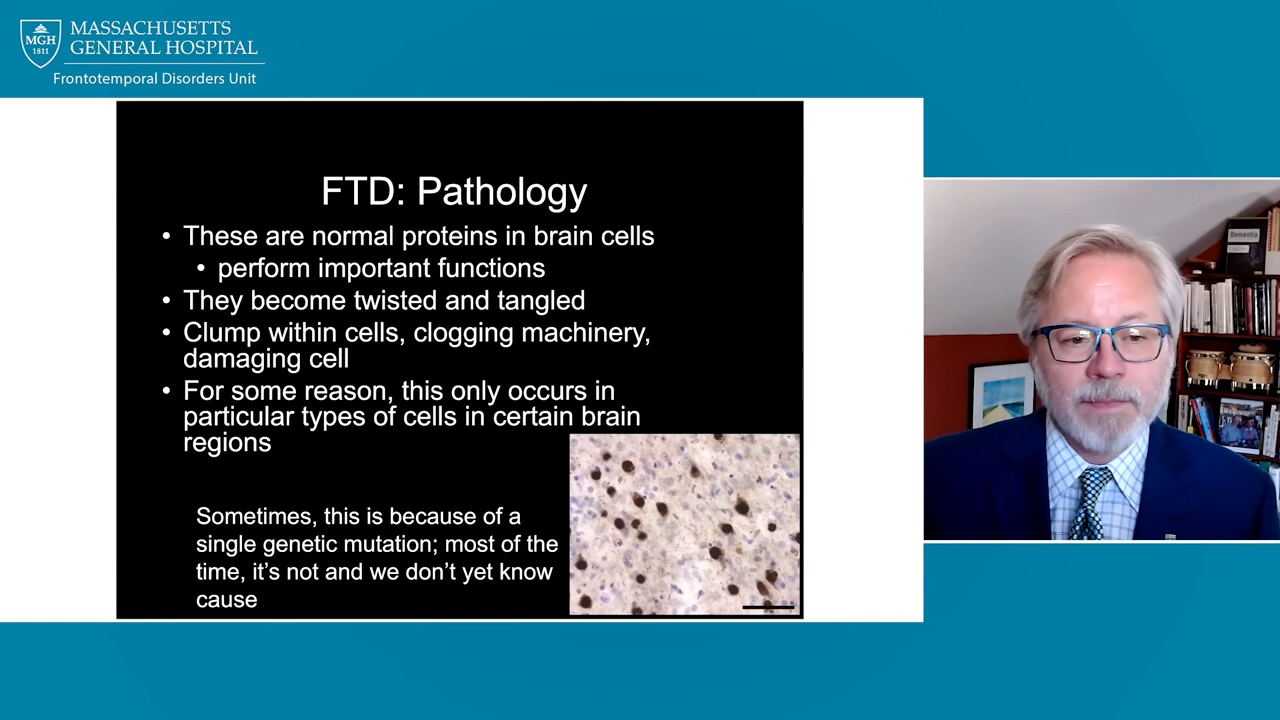 MASSACHUSETTS
GENERAL HOSPITAL
MGH
1811
Frontotemporal Disorders Unit
FTD: Pathology
• These are normal proteins in brain cells
• perform important functions
• They become twisted and tangled
• Clump within cells, clogging machinery,
damaging cell
• For some reason, this only occurs in
particular types of cells in certain brain
regions
Sometimes, this is because of a
single genetic mutation; most of the
time, it's not and we don't yet know
cause
Dementia